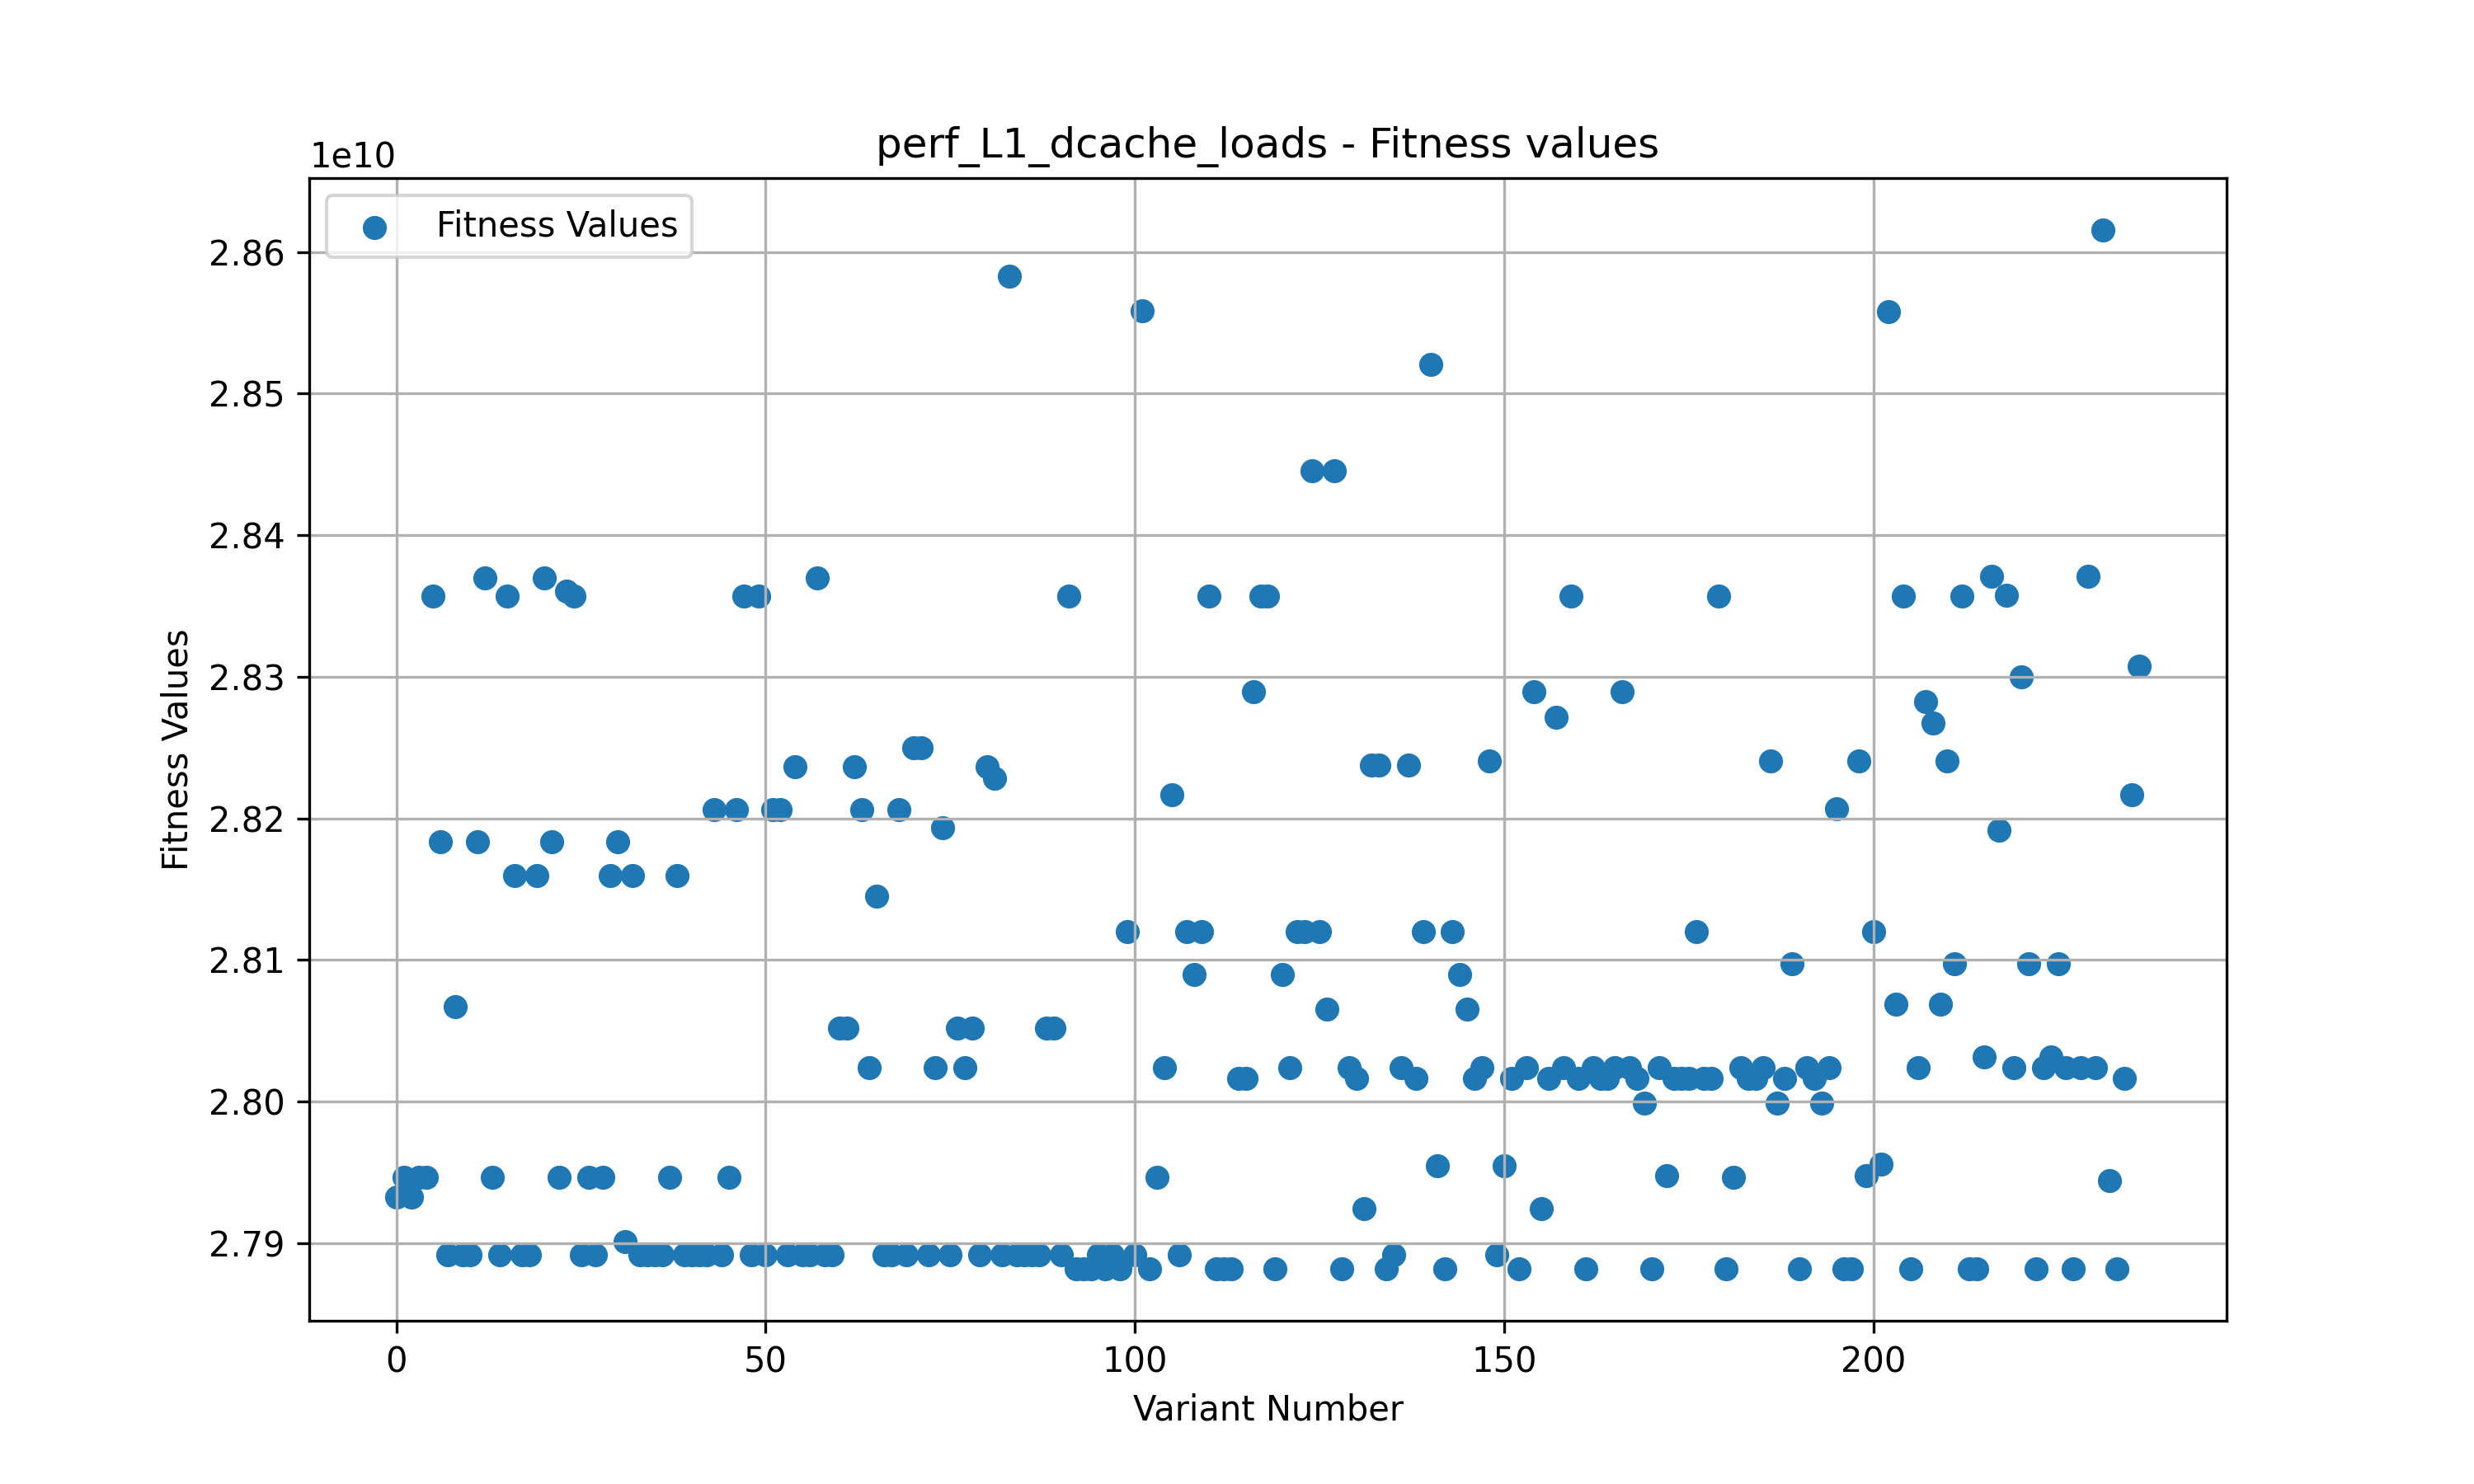 perf_L1_dcache_loads - Fitness values
1e10
Fitness Values
2.86
2.85
2.84
2.83
2.82
2.81
2.80
2.79
Fitness Values
0 50 100 150 200
Variant Number